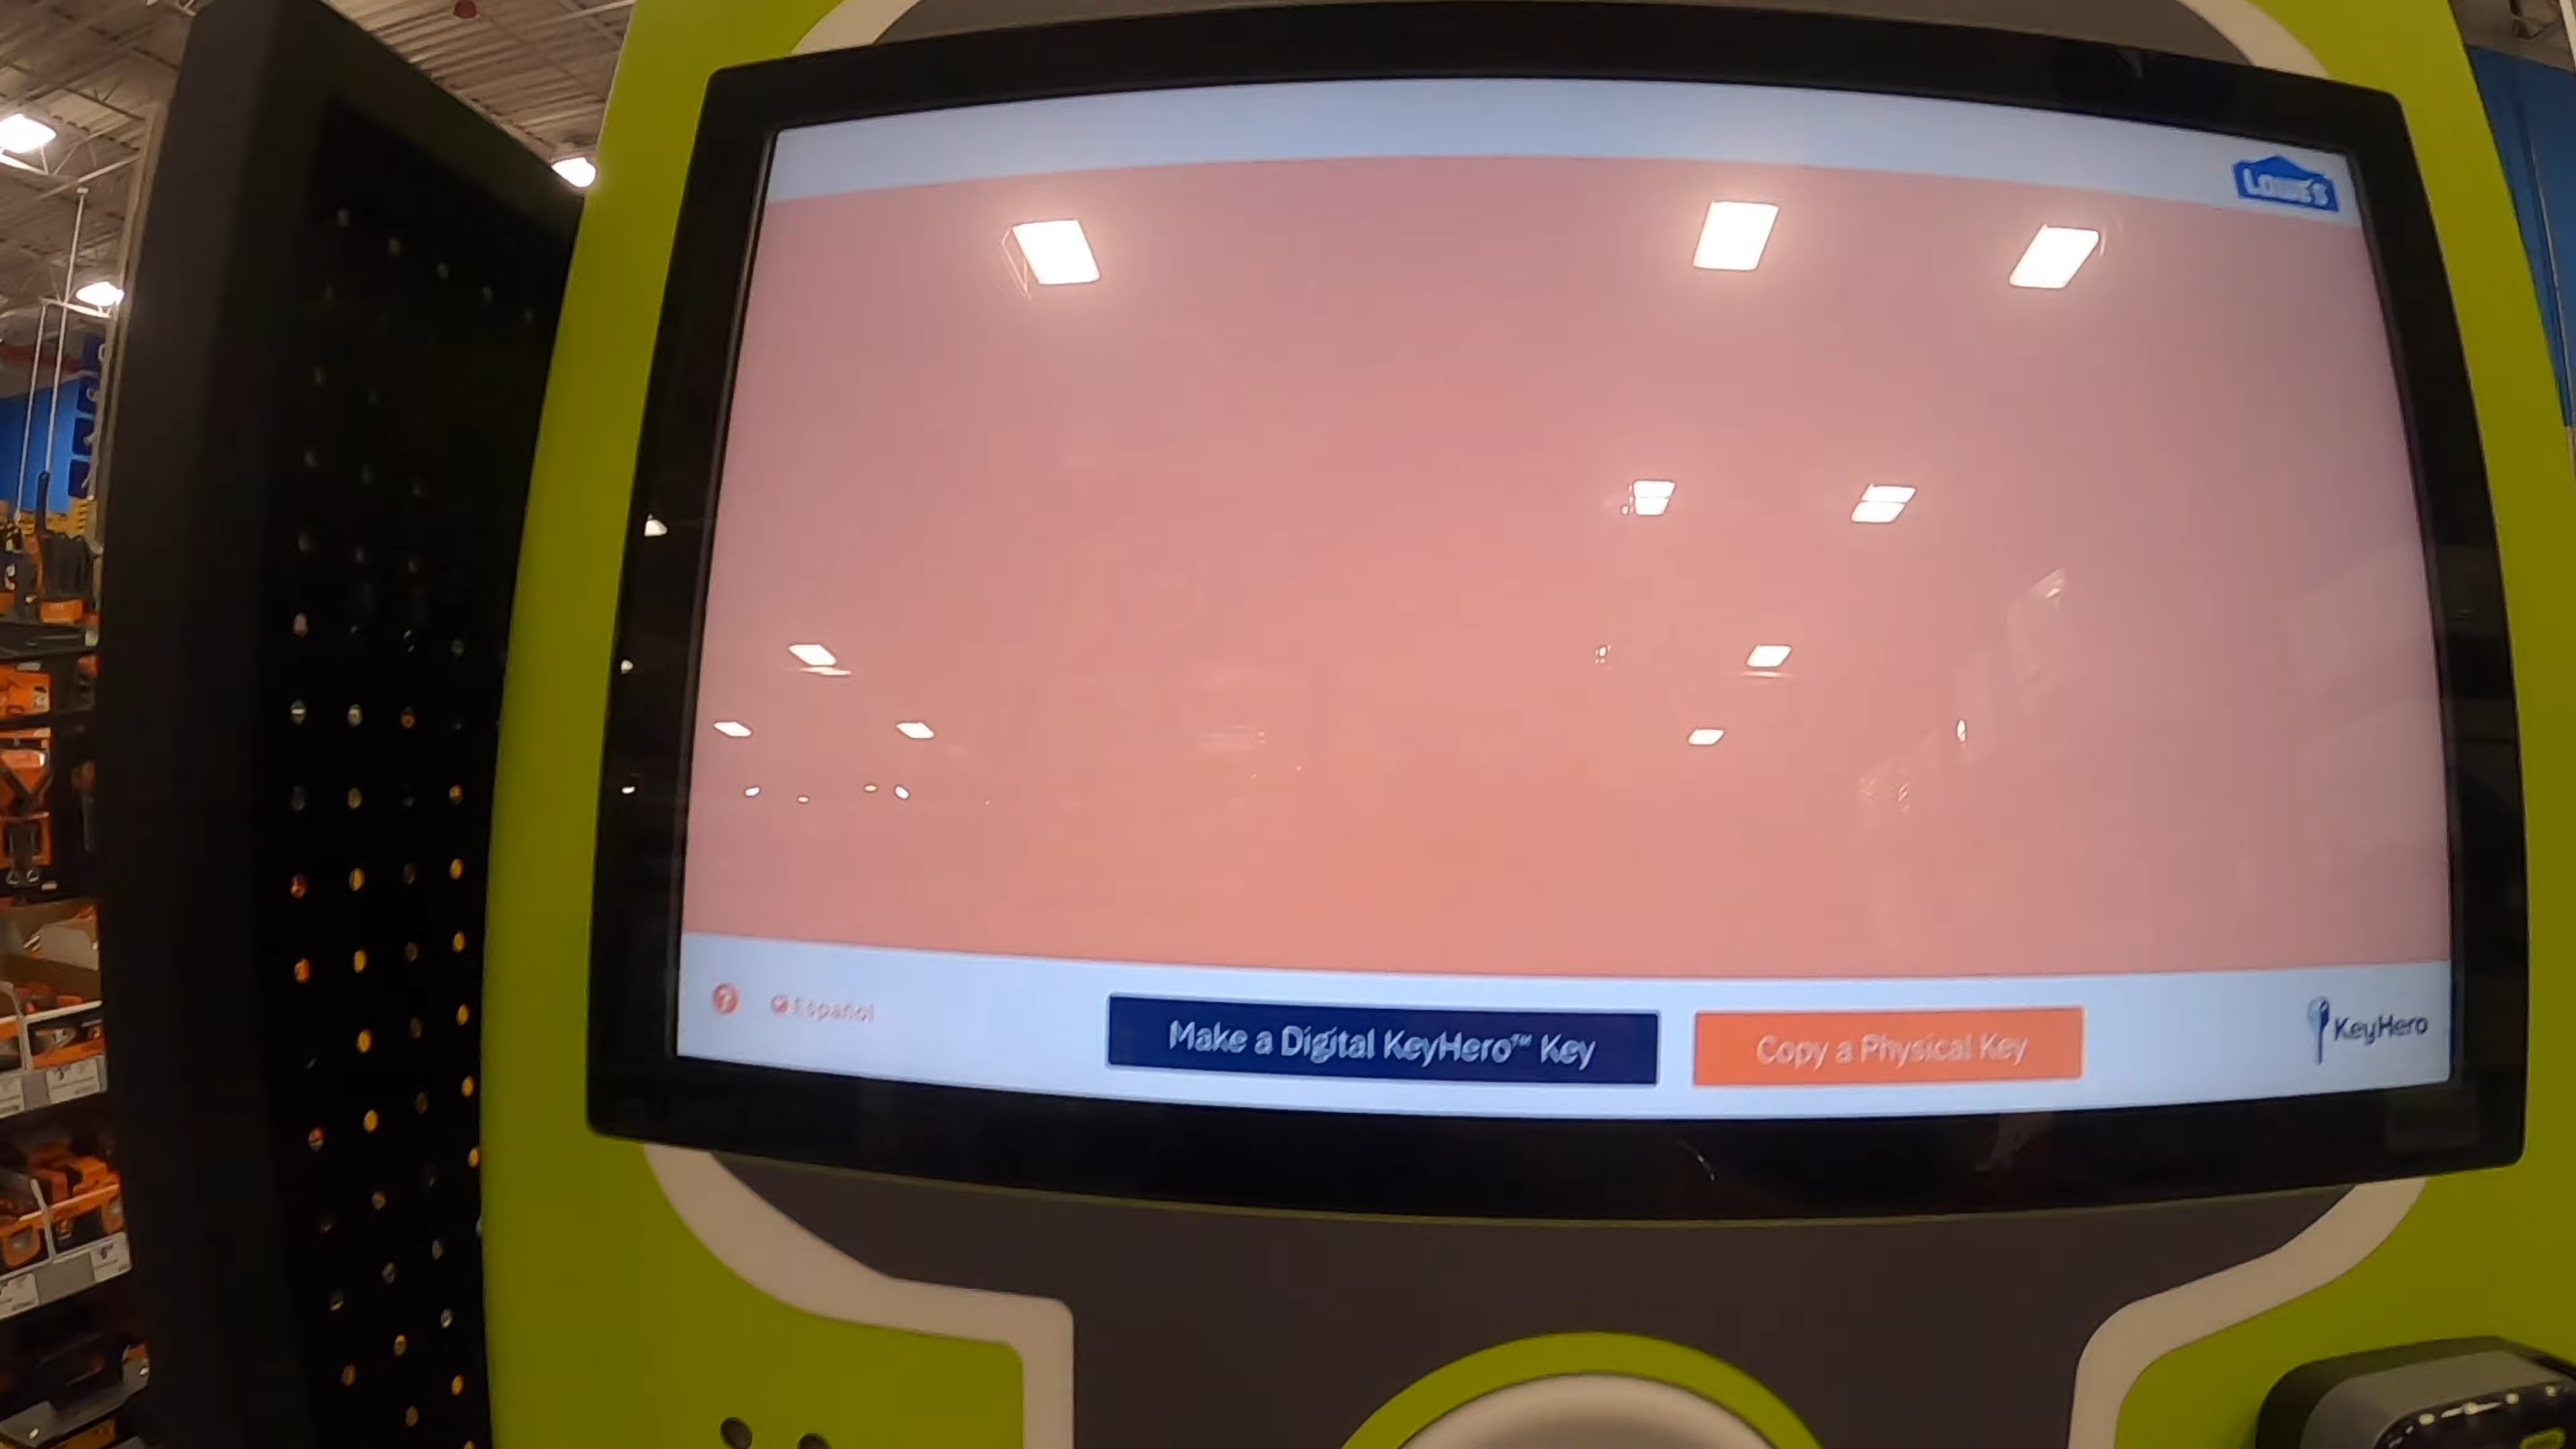 LOWE'S
? Español
Make a Digital KeyHero™ Key
Copy a Physical Key
KeyHero